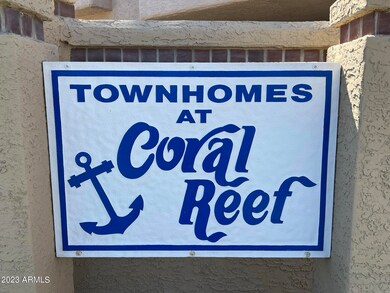 TOWNHOMES
AT
Coral
Reef
2023 ARMLS